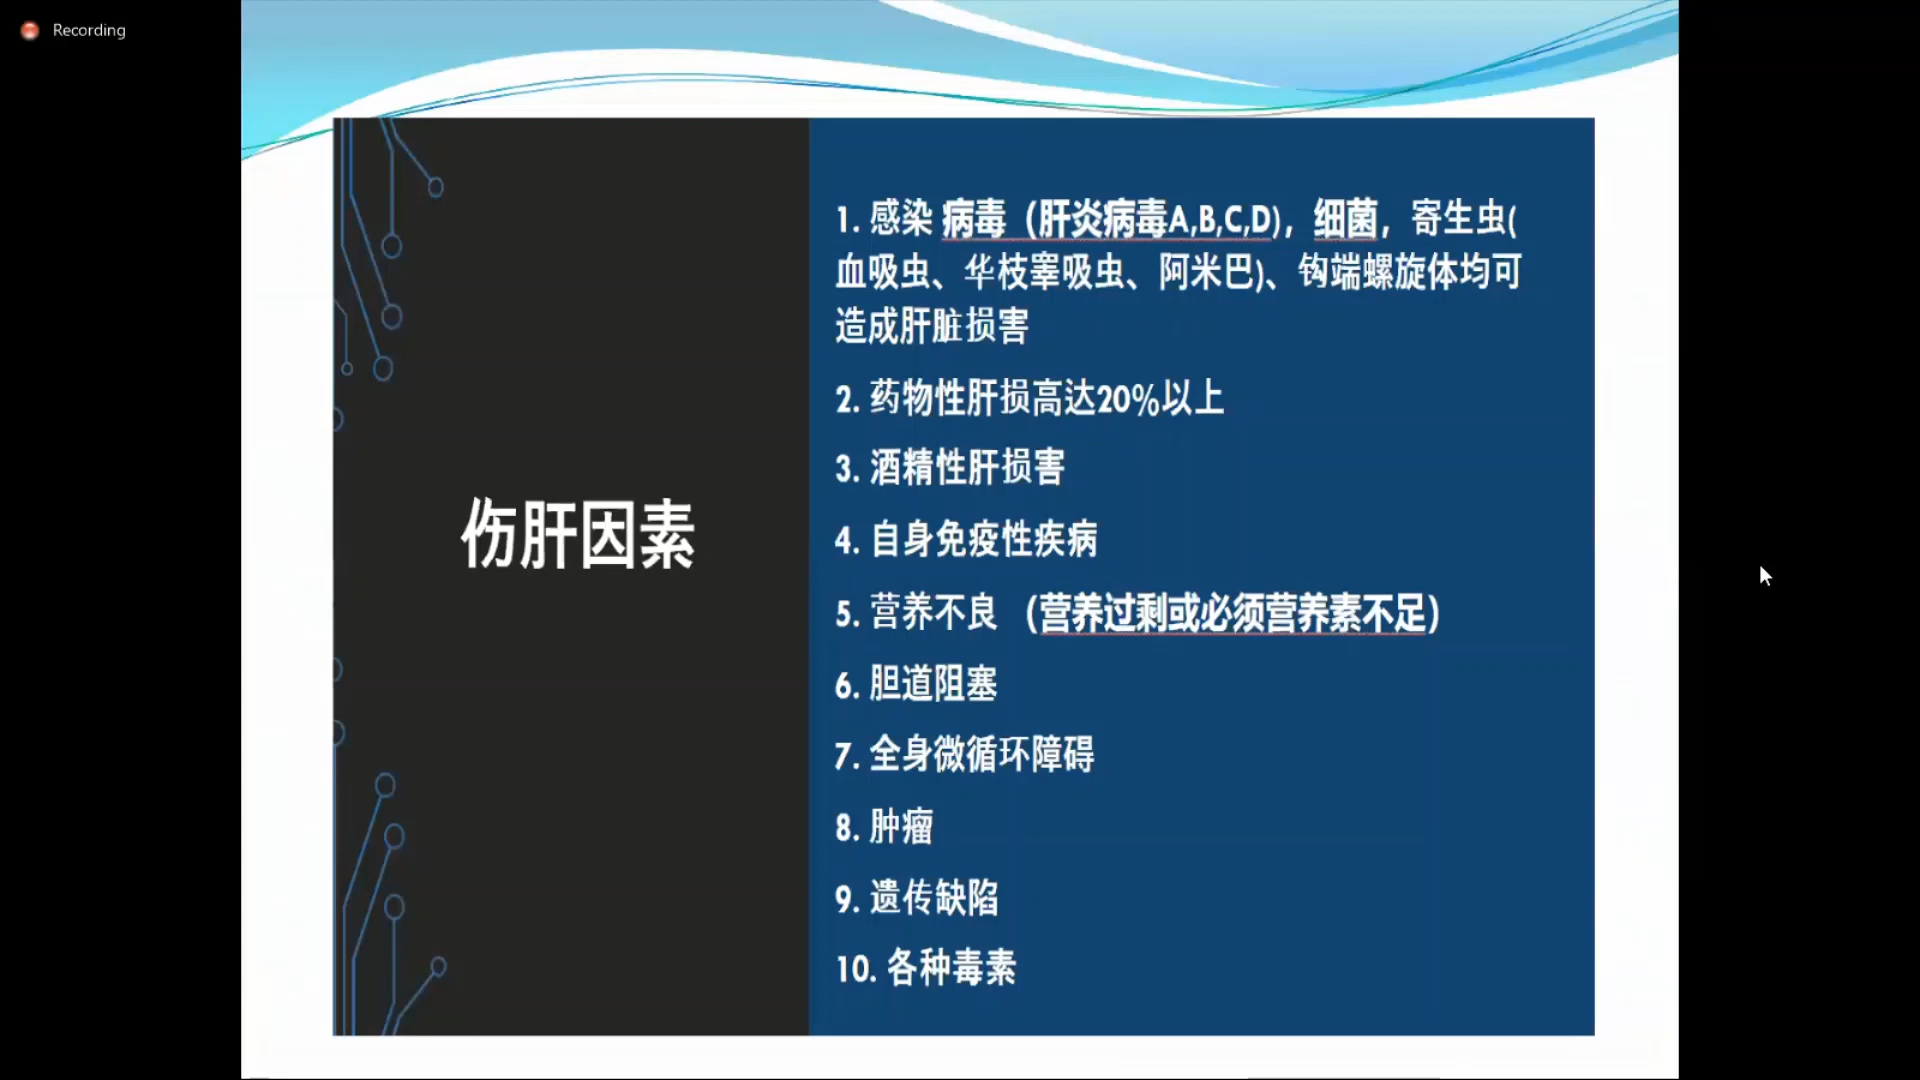 Recording
伤肝因素
1. 感染 病毒（肝炎病毒A,B,C,D)，细菌，寄生虫(
血吸虫、华枝睾吸虫、阿米巴)、钩端螺旋体均可
造成肝脏损害
2. 药物性肝损高达20%以上
3. 酒精性肝损害
4. 自身免疫性疾病
5. 营养不良 （营养过剩或必须营养素不足）
6. 胆道阻塞
7. 全身微循环障碍
8. 肿瘤
9. 遗传缺陷
10. 各种毒素